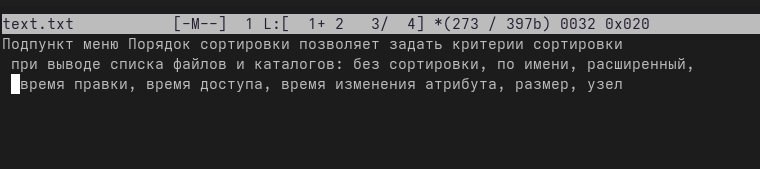 text.txt [-M--] 1 L:[ 1+ 2 3/ 4] *(273 / 397b) 0032 0x020
Подпункт меню Порядок сортировки позволяет задать критерии сортировки
при выводе списка файлов и каталогов: без сортировки, по имени, расширенный,
время правки, время доступа, время изменения атрибута, размер, узел